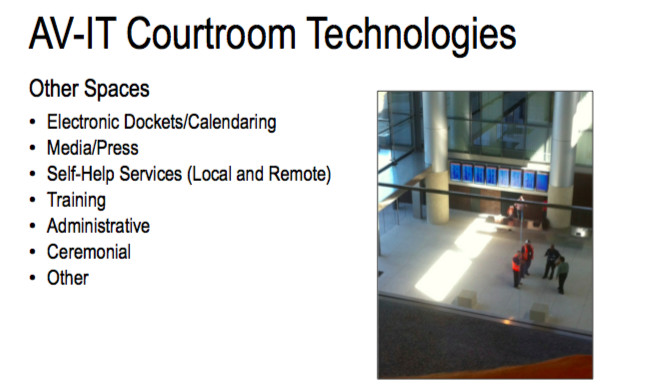 AV-IT Courtroom Technologies
Other Spaces
• Electronic Dockets/Calendaring
• Media/Press
• Self-Help Services (Local and Remote)
• Training
• Administrative
• Ceremonial
• Other